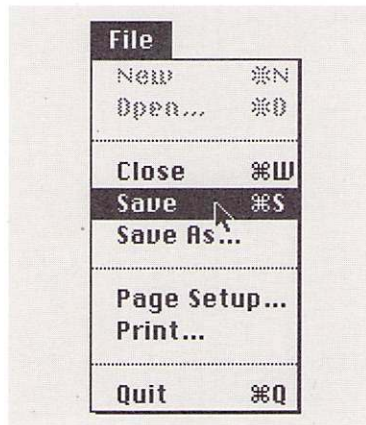 File
New ⌘N
Open... ⌘O
Close ⌘W
Save ⌘S
Save As...
Page Setup...
Print...
Quit ⌘Q